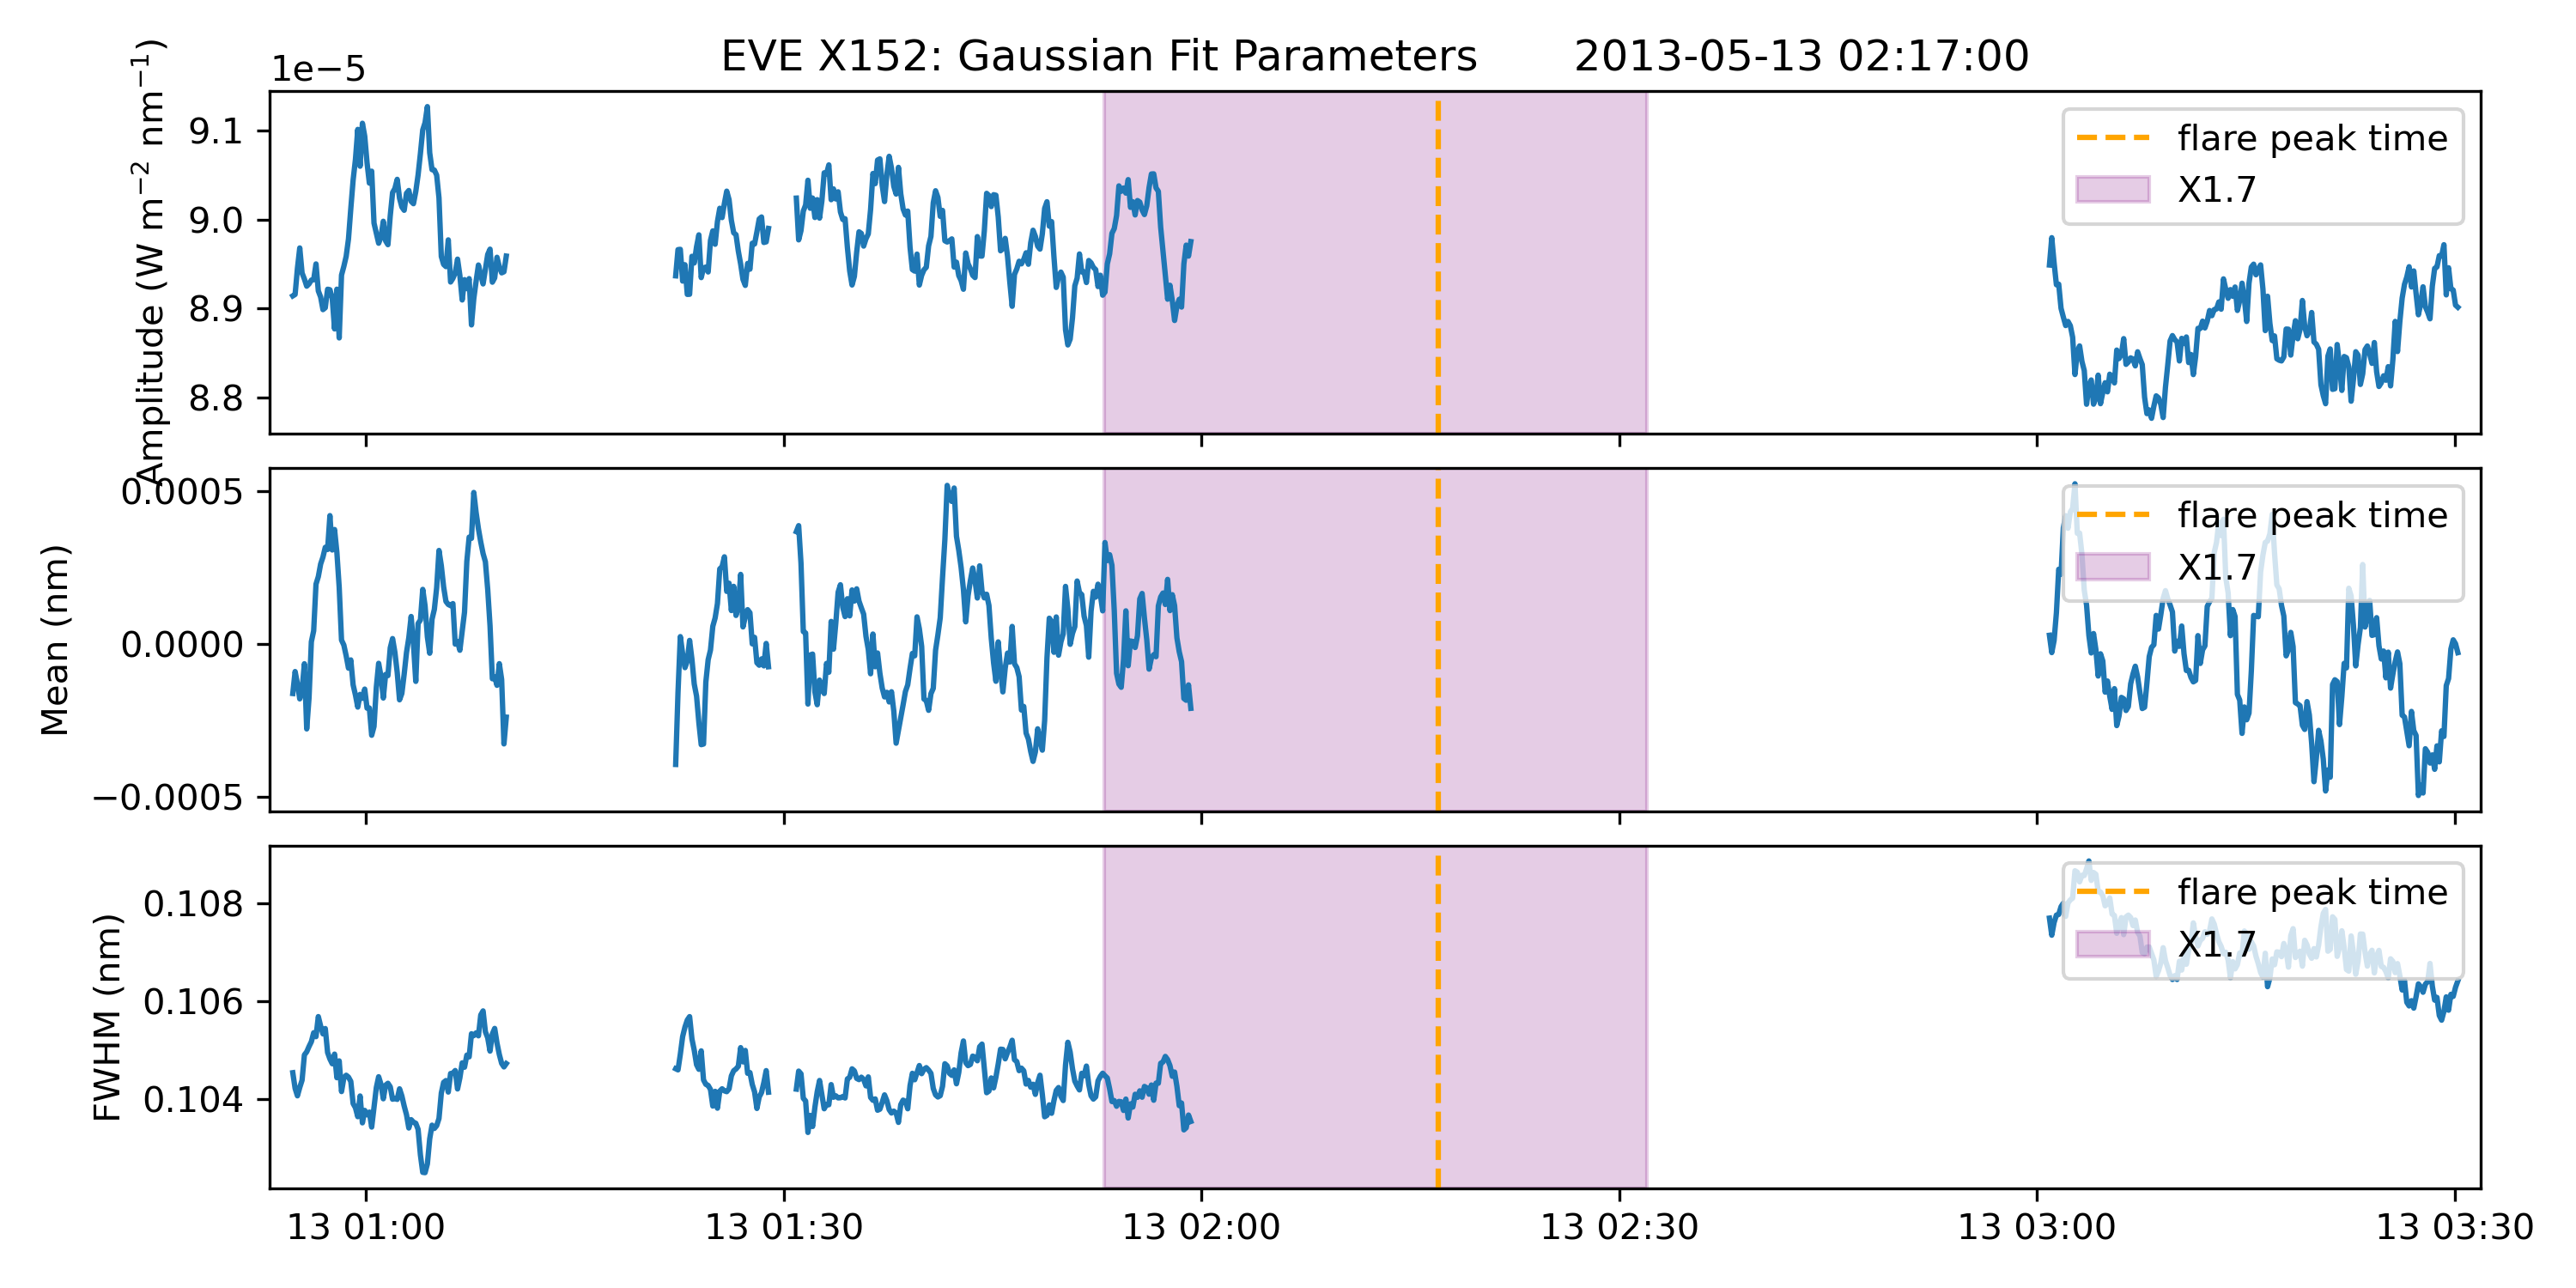 EVE X152: Gaussian Fit Parameters 2013-05-13 02:17:00
1e−5
Amplitude (W m⁻² nm⁻¹)
9.1
9.0
8.9
8.8
flare peak time
X1.7
Mean (nm)
0.0005
0.0000
−0.0005
flare peak time
X1.7
FWHM (nm)
0.108
0.106
0.104
flare peak time
X1.7
13 01:00 13 01:30 13 02:00 13 02:30 13 03:00 13 03:30